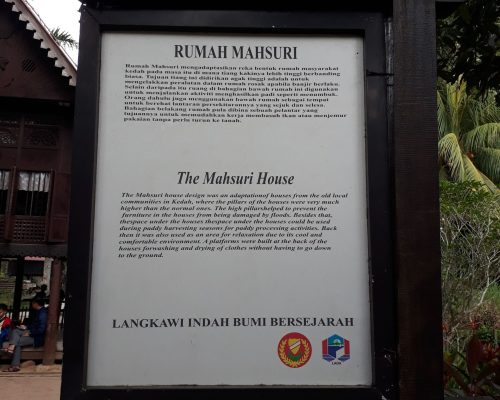 RUMAH MAHSURI
Rumah Mahsuri mengadaptasikan reka bentuk rumah masyarakat
kedah pada masa itu di mana tiang kakinya lebih tinggi berbanding
biasa. Tujuan tiang ini didirikan agak tinggi adalah untuk
mengelakkan peralatan dalam rumah rosak apabila banjir berlaku.
Selain daripada itu ruang di bahagian bawah rumah ini digunakan
untuk menjalankan aktiviti menghasilkan padi seperti menumbuk.
Orang dahulu juga menggunakan bawah rumah sebagai tempat
untuk berehat lantaran persekitarannya yang sejuk dan selesa.
Bahagian belakang rumah pula dibina sebuah pelantar yang
tujuannya untuk memudahkan kerja membasuh ikan atau menjemur
pakaian tanpa perlu turun ke tanah.
The Mahsuri House
The Mahsuri house design was an adaptationof houses from the old local
communities in Kedah, where the pillars of the houses were very much
higher than the normal ones. The high pillarshelped to prevent the
furniture in the houses from being damaged by floods. Besides that,
thespace under the houses thespace under the houses could be used
during paddy harvesting seasons for paddy processing activities. Back
then it was also used as an area for relaxation due to its cool and
comfortable environment. A platforms were built at the back of the
houses forwashing and drying of clothes without having to go down
to the ground.
LANGKAWI INDAH BUMI BERSEJARAH
LADA